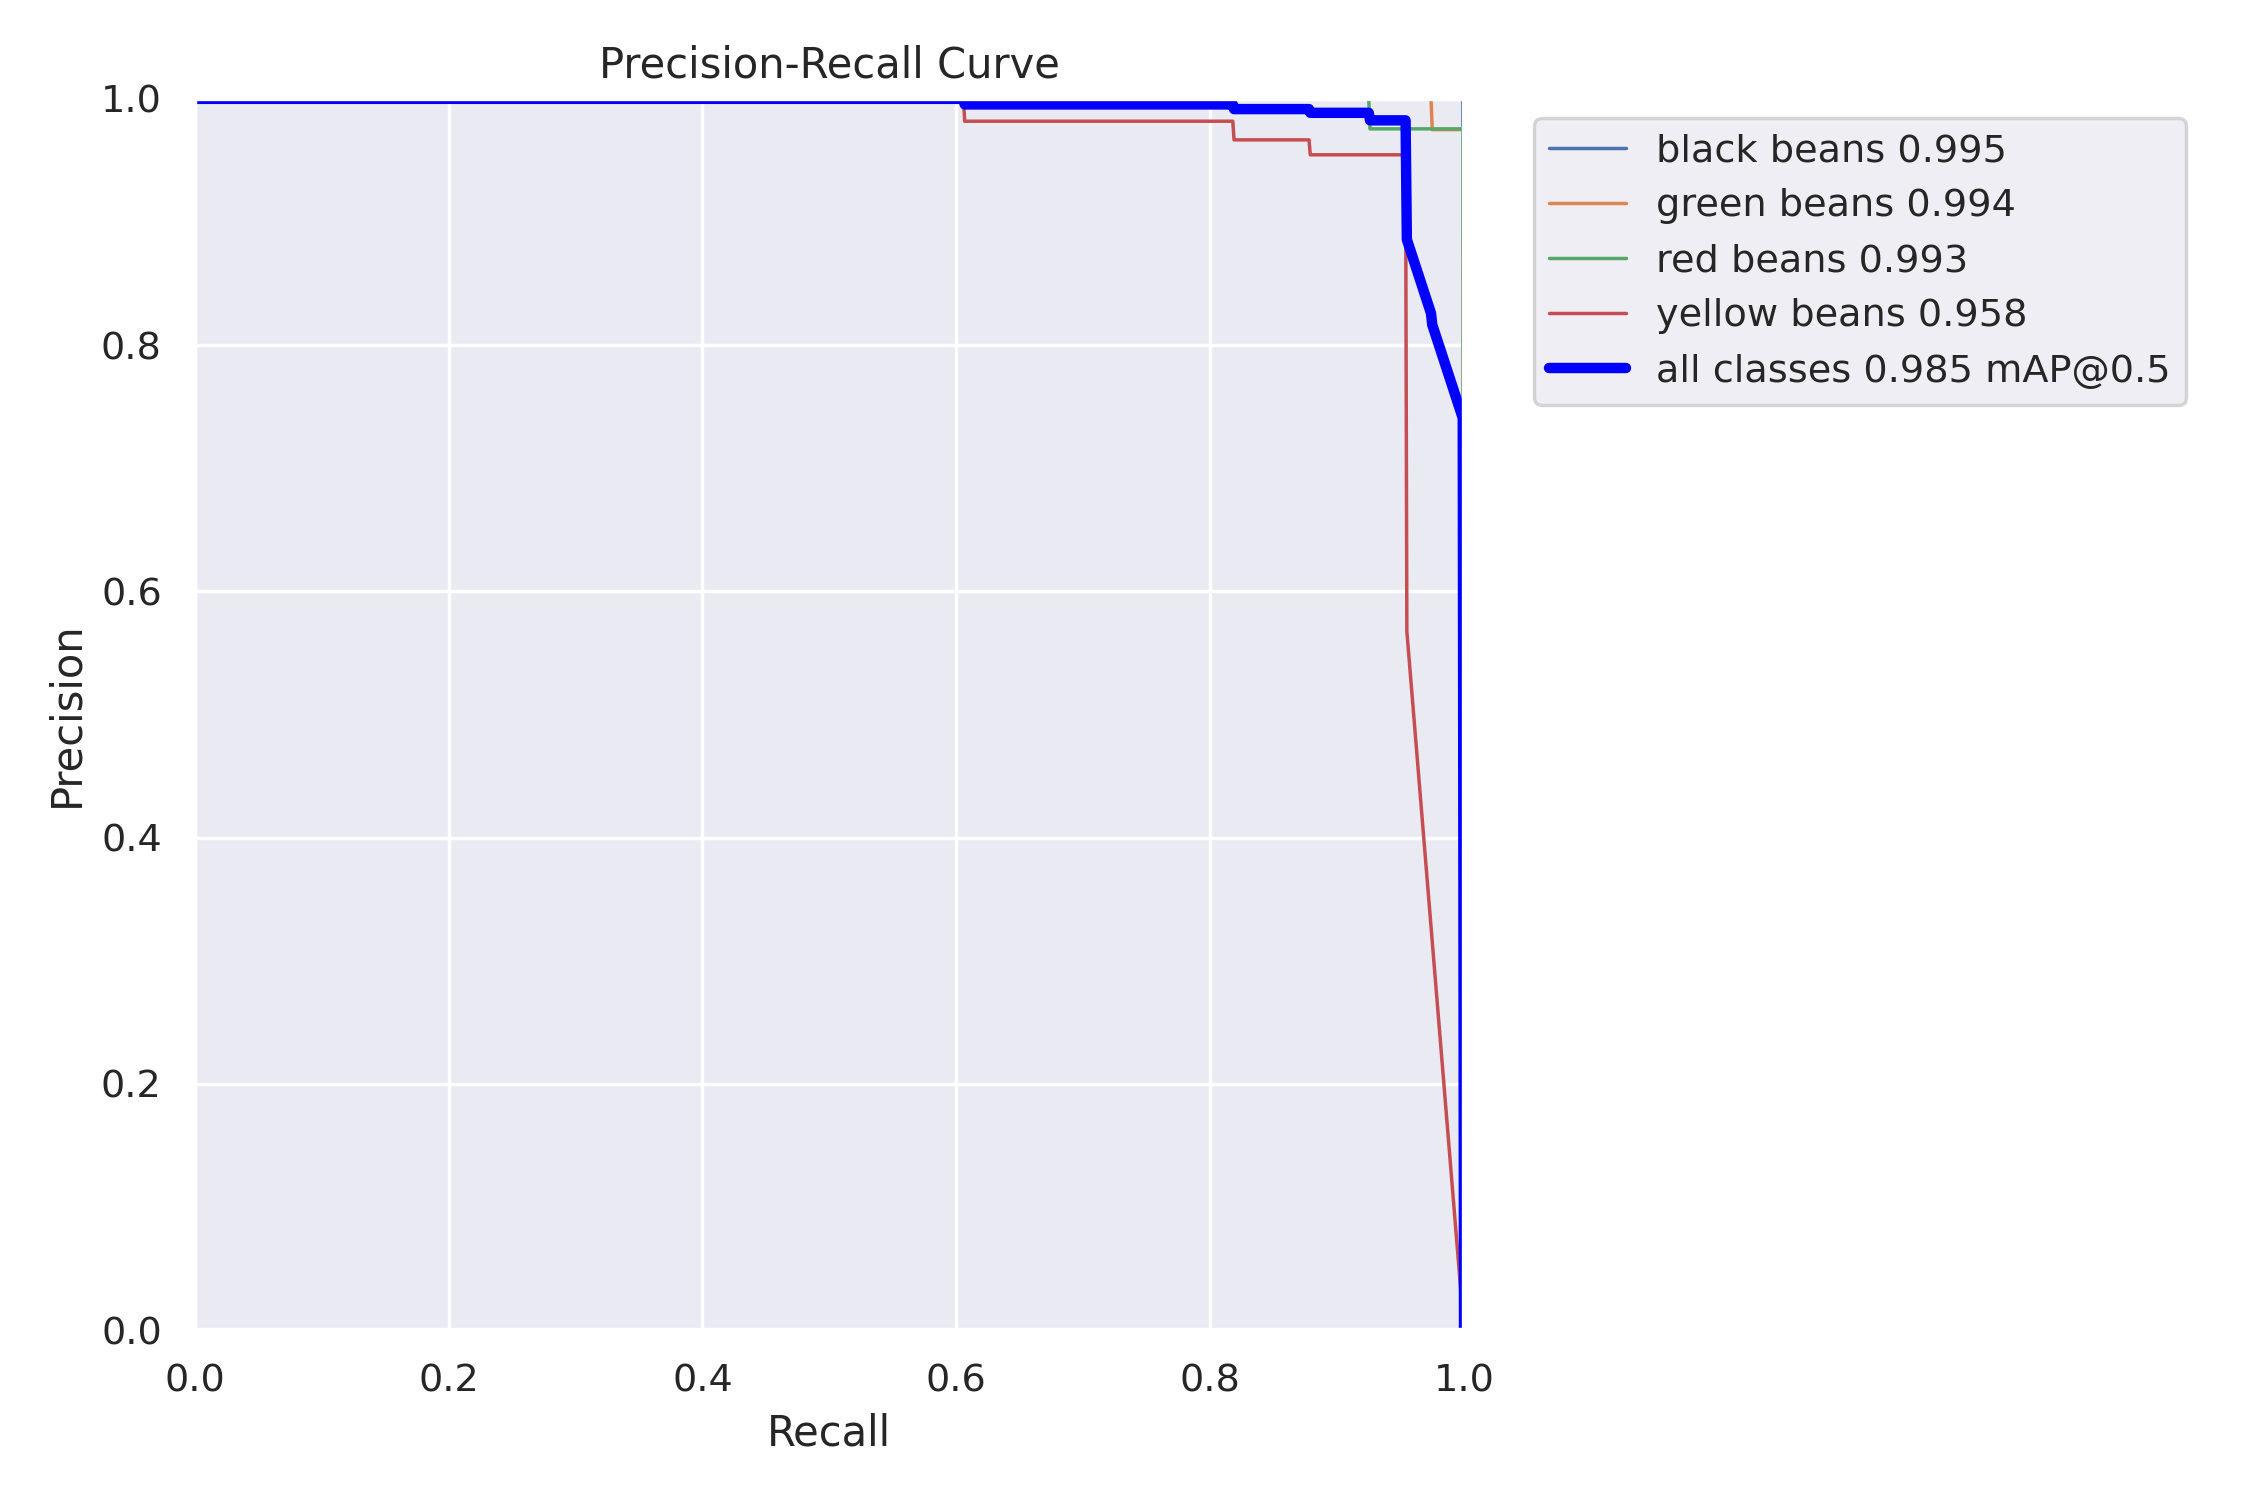 Precision-Recall Curve
1.0
0.8
0.6
0.4
0.2
0.0
Precision
0.0 0.2 0.4 0.6 0.8 1.0
Recall
black beans 0.995
green beans 0.994
red beans 0.993
yellow beans 0.958
all classes 0.985 mAP@0.5